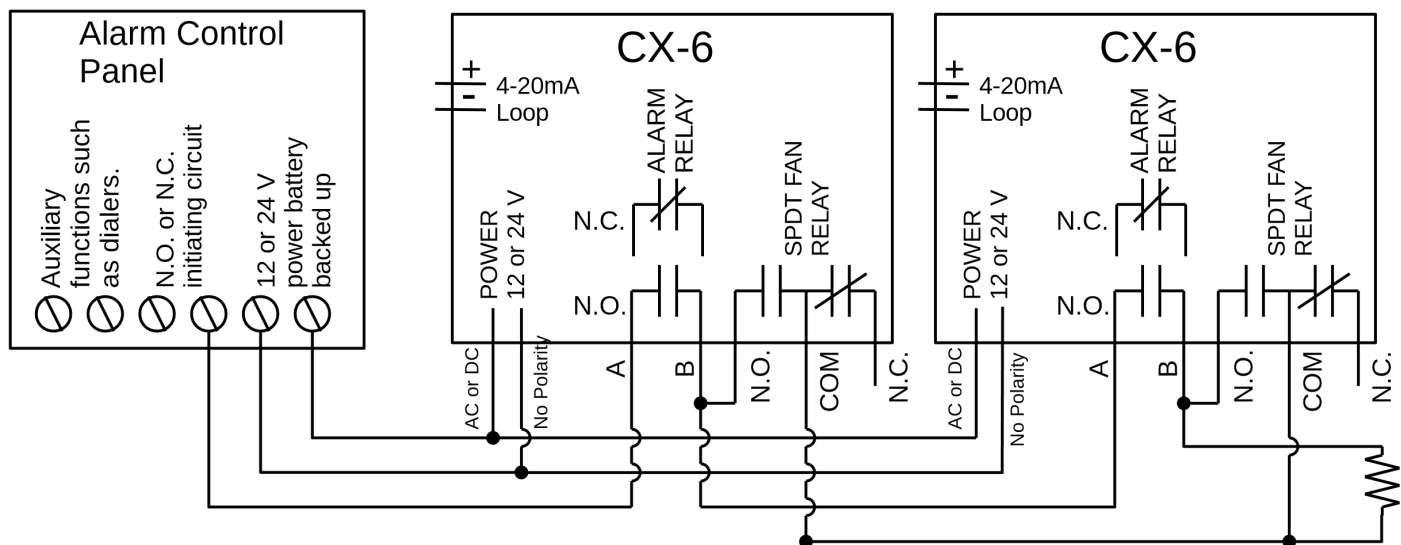 Alarm Control
Panel
Auxiliary
functions such
as dialers.
N.O. or N.C.
initiating circuit
12 or 24 V
power battery
backed up
CX-6
+
-
4-20mA
Loop
ALARM
RELAY
N.C.
N.O.
SPDT FAN
RELAY
POWER
12 or 24 V
AC or DC
No Polarity
A
B
N.O.
COM
N.C.
CX-6
+
-
4-20mA
Loop
ALARM
RELAY
N.C.
N.O.
SPDT FAN
RELAY
POWER
12 or 24 V
AC or DC
No Polarity
A
B
N.O.
COM
N.C.